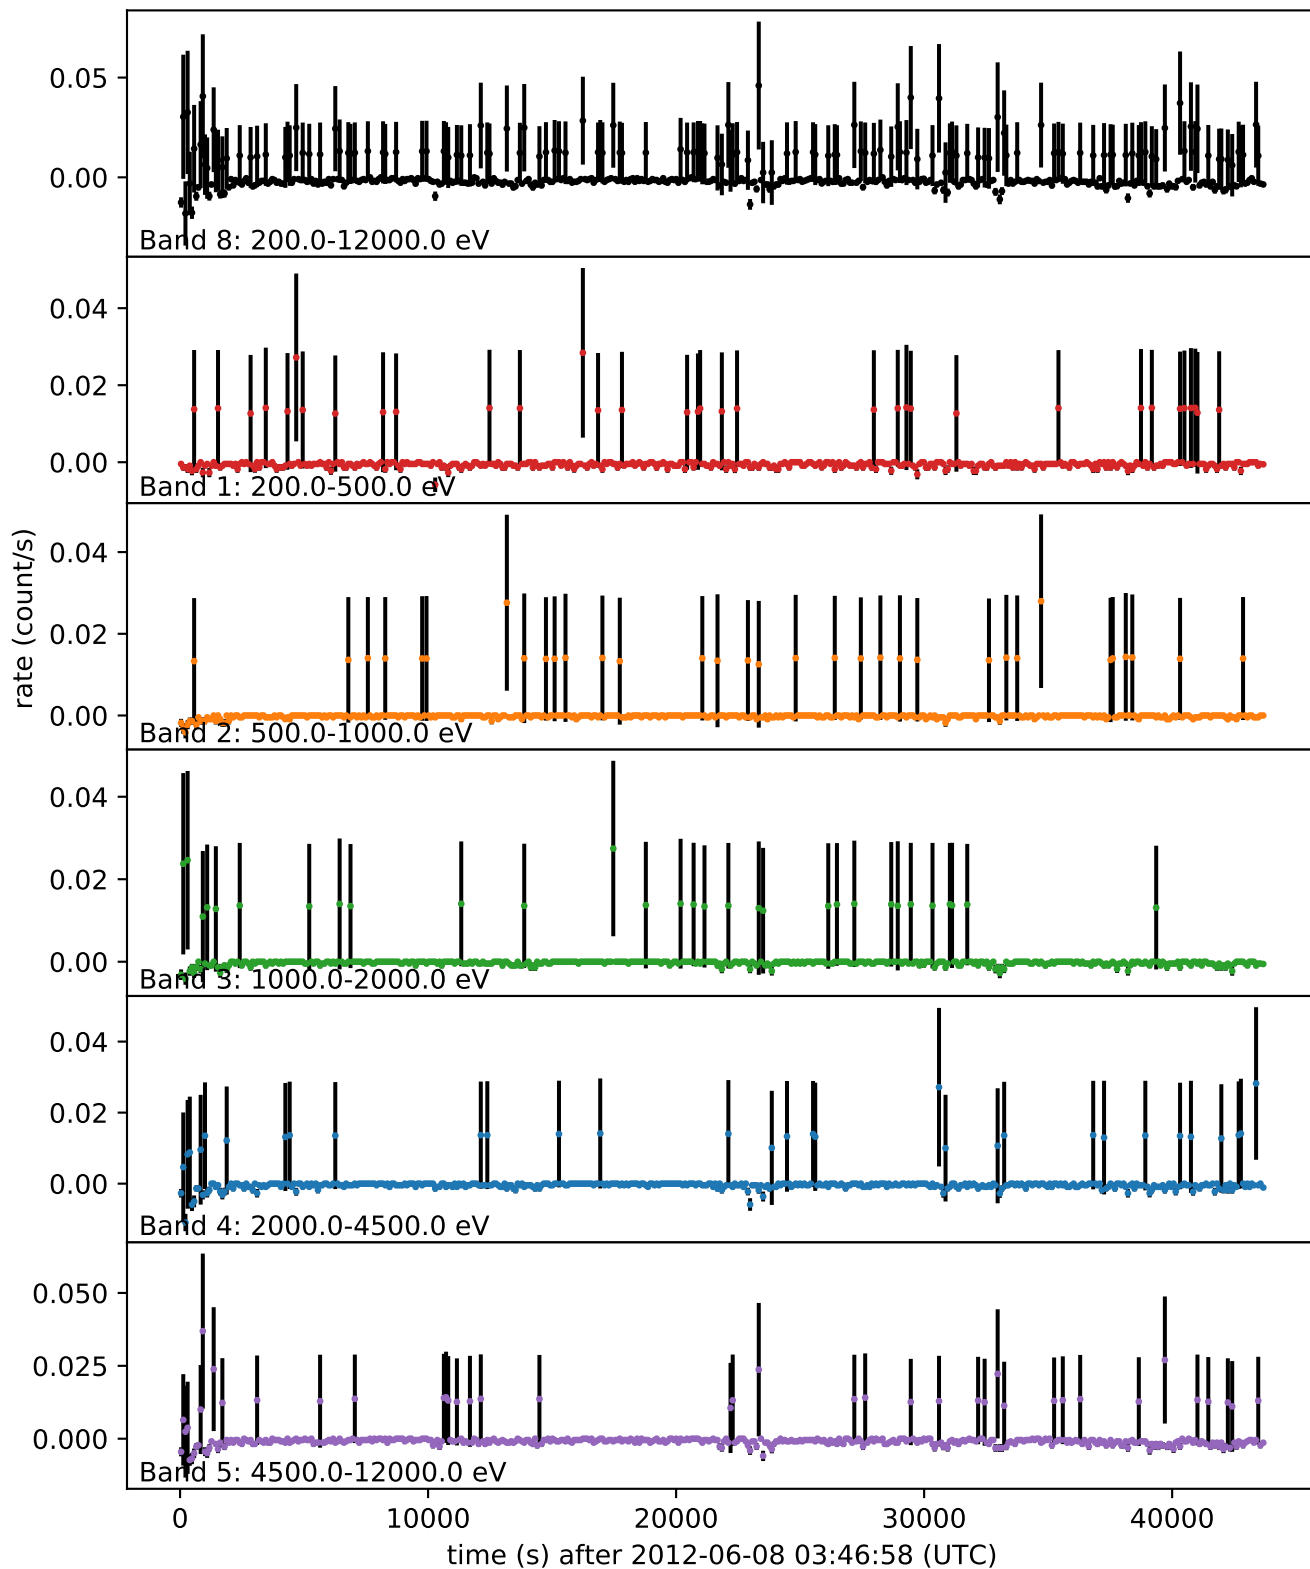 0.05
0.00
Band 8: 200.0-12000.0 eV
0.04
0.02
0.00
Band 1: 200.0-500.0 eV
rate (count/s)
0.04
0.02
0.00
Band 2: 500.0-1000.0 eV
0.04
0.02
0.00
Band 3: 1000.0-2000.0 eV
0.04
0.02
0.00
Band 4: 2000.0-4500.0 eV
0.050
0.025
0.000
Band 5: 4500.0-12000.0 eV
0 10000 20000 30000 40000
time (s) after 2012-06-08 03:46:58 (UTC)